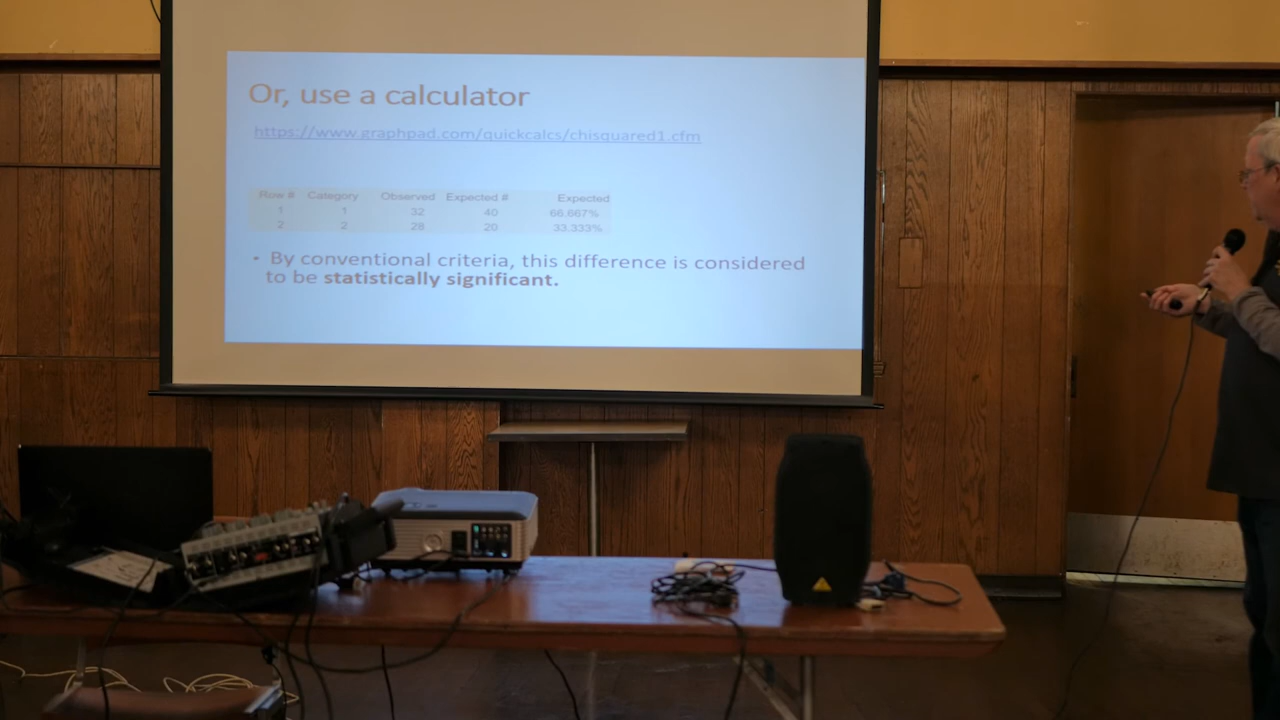 Or, use a calculator
https://www.graphpad.com/quickcalcs/chisquared1.cfm
Row # Category Observed Expected # Expected
1 1 32 40 66.667%
2 2 28 20 33.333%
• By conventional criteria, this difference is considered
to be statistically significant.